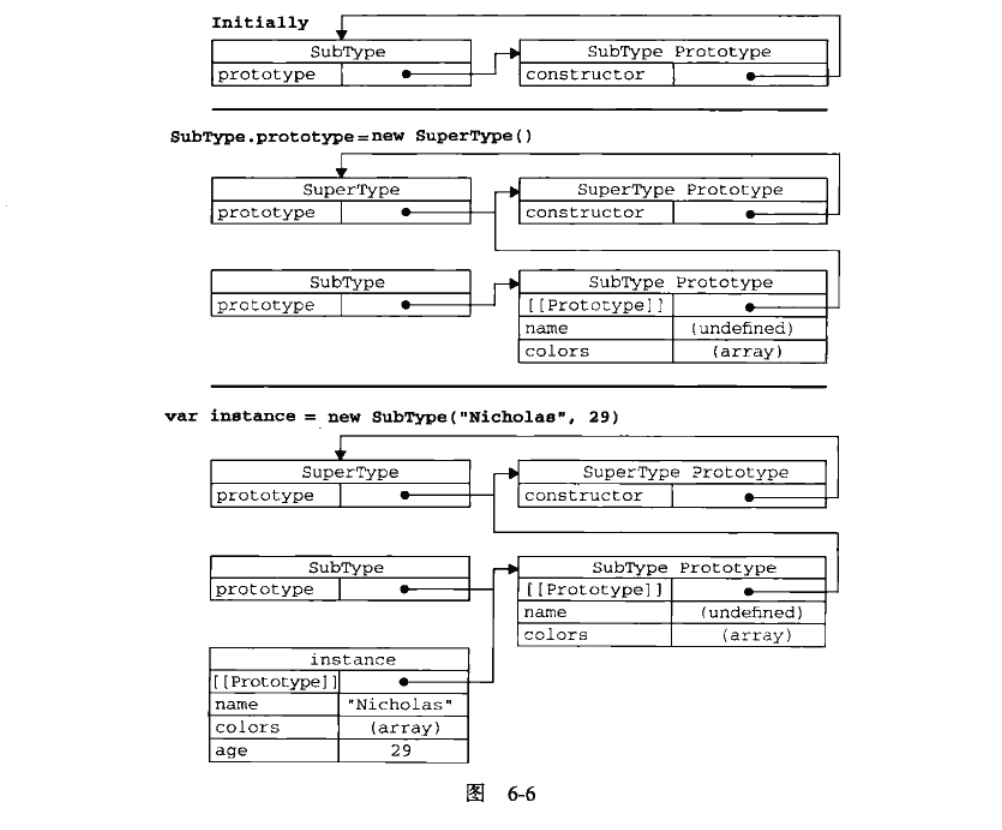 Initially
SubType
SubType Prototype
prototype
constructor
SubType.prototype=new SuperType()
SuperType
SuperType Prototype
prototype
constructor
SubType
SubType Prototype
prototype
[[Prototype]]
name (undefined)
colors (array)
var instance = new SubType("Nicholas", 29)
SuperType
SuperType Prototype
prototype
constructor
SubType
SubType Prototype
prototype
[[Prototype]]
name (undefined)
colors (array)
instance
[[Prototype]]
name "Nicholas"
colors (array)
age 29
图 6-6